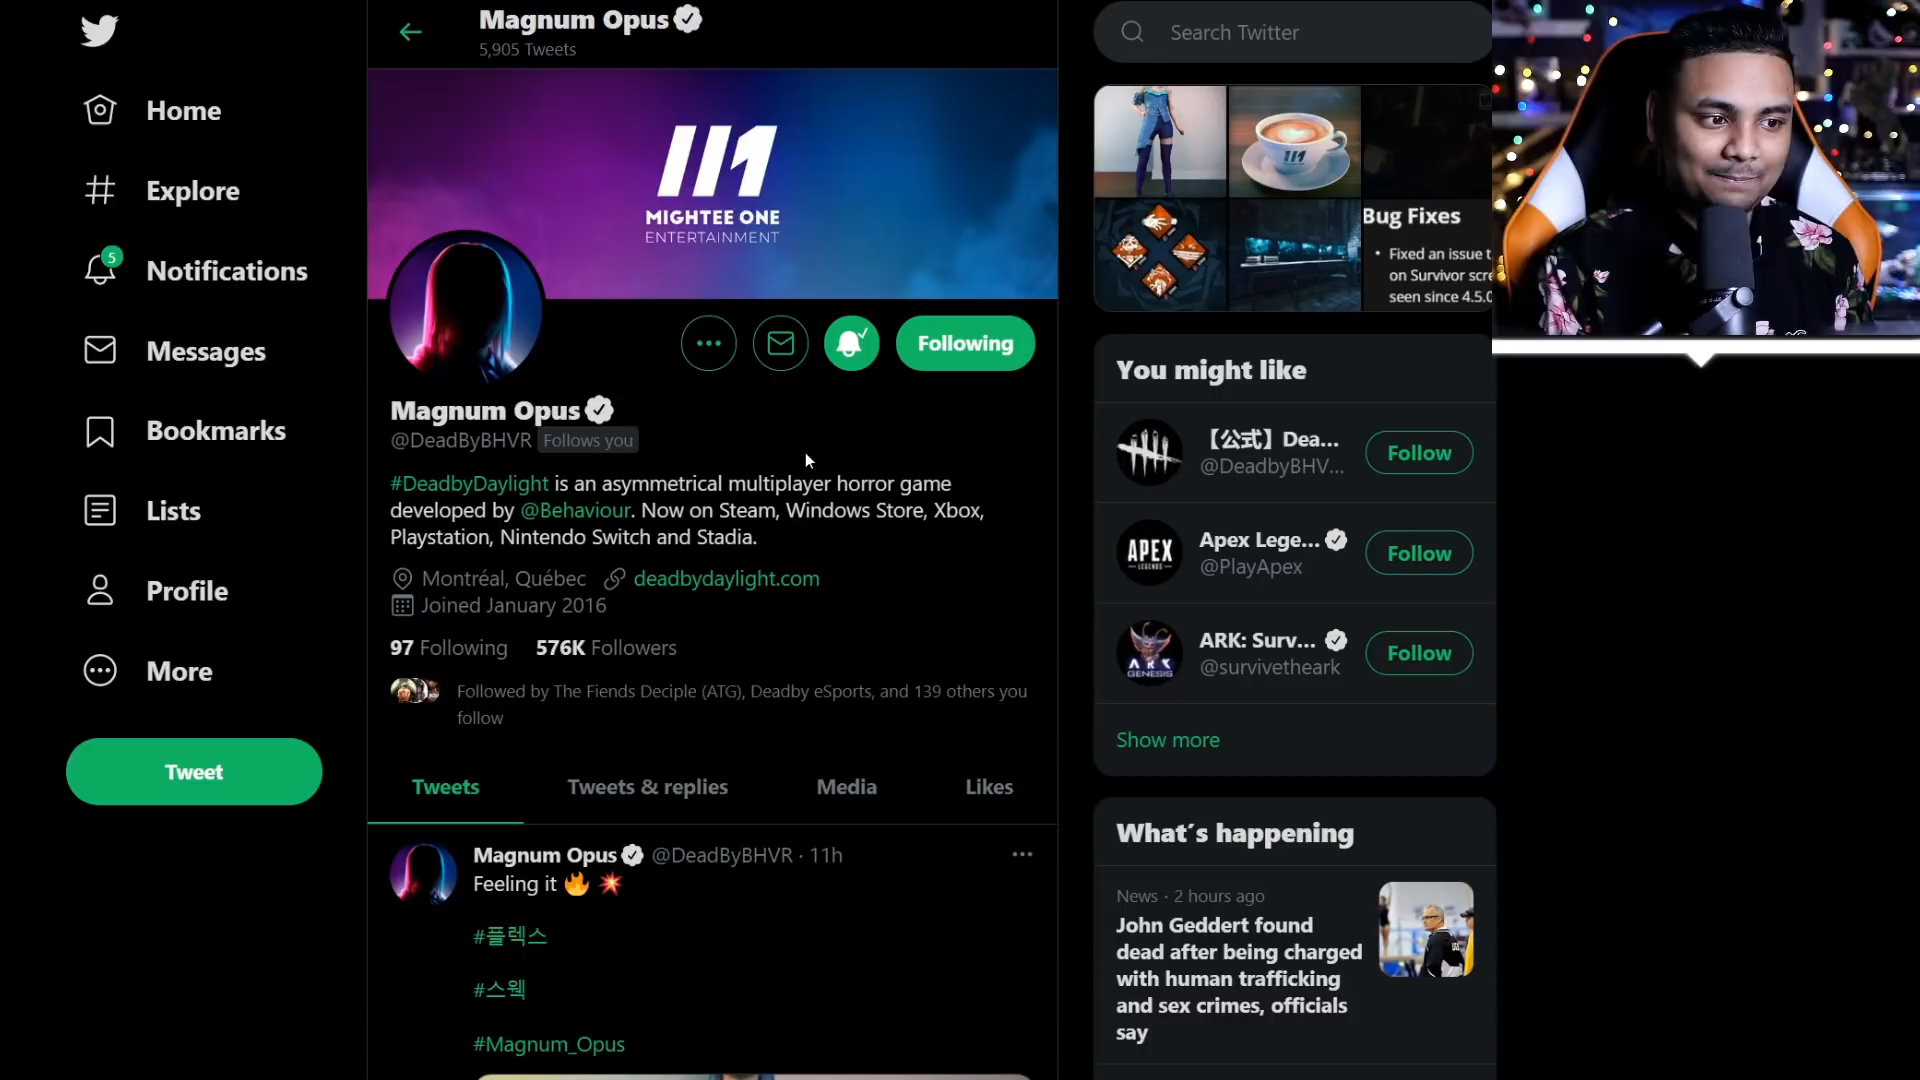 Home
Explore
5
Notifications
Messages
Bookmarks
Lists
Profile
More
Tweet
Magnum Opus
5,905 Tweets
MIGHTEE ONE
ENTERTAINMENT
Following
Magnum Opus
@DeadByBHVR Follows you
#DeadbyDaylight is an asymmetrical multiplayer horror game
developed by @Behaviour. Now on Steam, Windows Store, Xbox,
Playstation, Nintendo Switch and Stadia.
Montréal, Québec deadbydaylight.com
Joined January 2016
97 Following 576K Followers
Followed by The Fiends Deciple (ATG), Deadby eSports, and 139 others you
follow
Tweets Tweets & replies Media Likes
Magnum Opus @DeadByBHVR · 11h
Feeling it
#플렉스
#스웩
#Magnum_Opus
Search Twitter
Bug Fixes
• Fixed an issue t
on Survivor scre
seen since 4.5.0
You might like
【公式】Dea...
@DeadbyBHV...
Follow
APEX
LEGENDS
Apex Lege...
@PlayApex
Follow
ARK
GENESIS
ARK: Surv...
@survivetheark
Follow
Show more
What's happening
News · 2 hours ago
John Geddert found
dead after being charged
with human trafficking
and sex crimes, officials
say